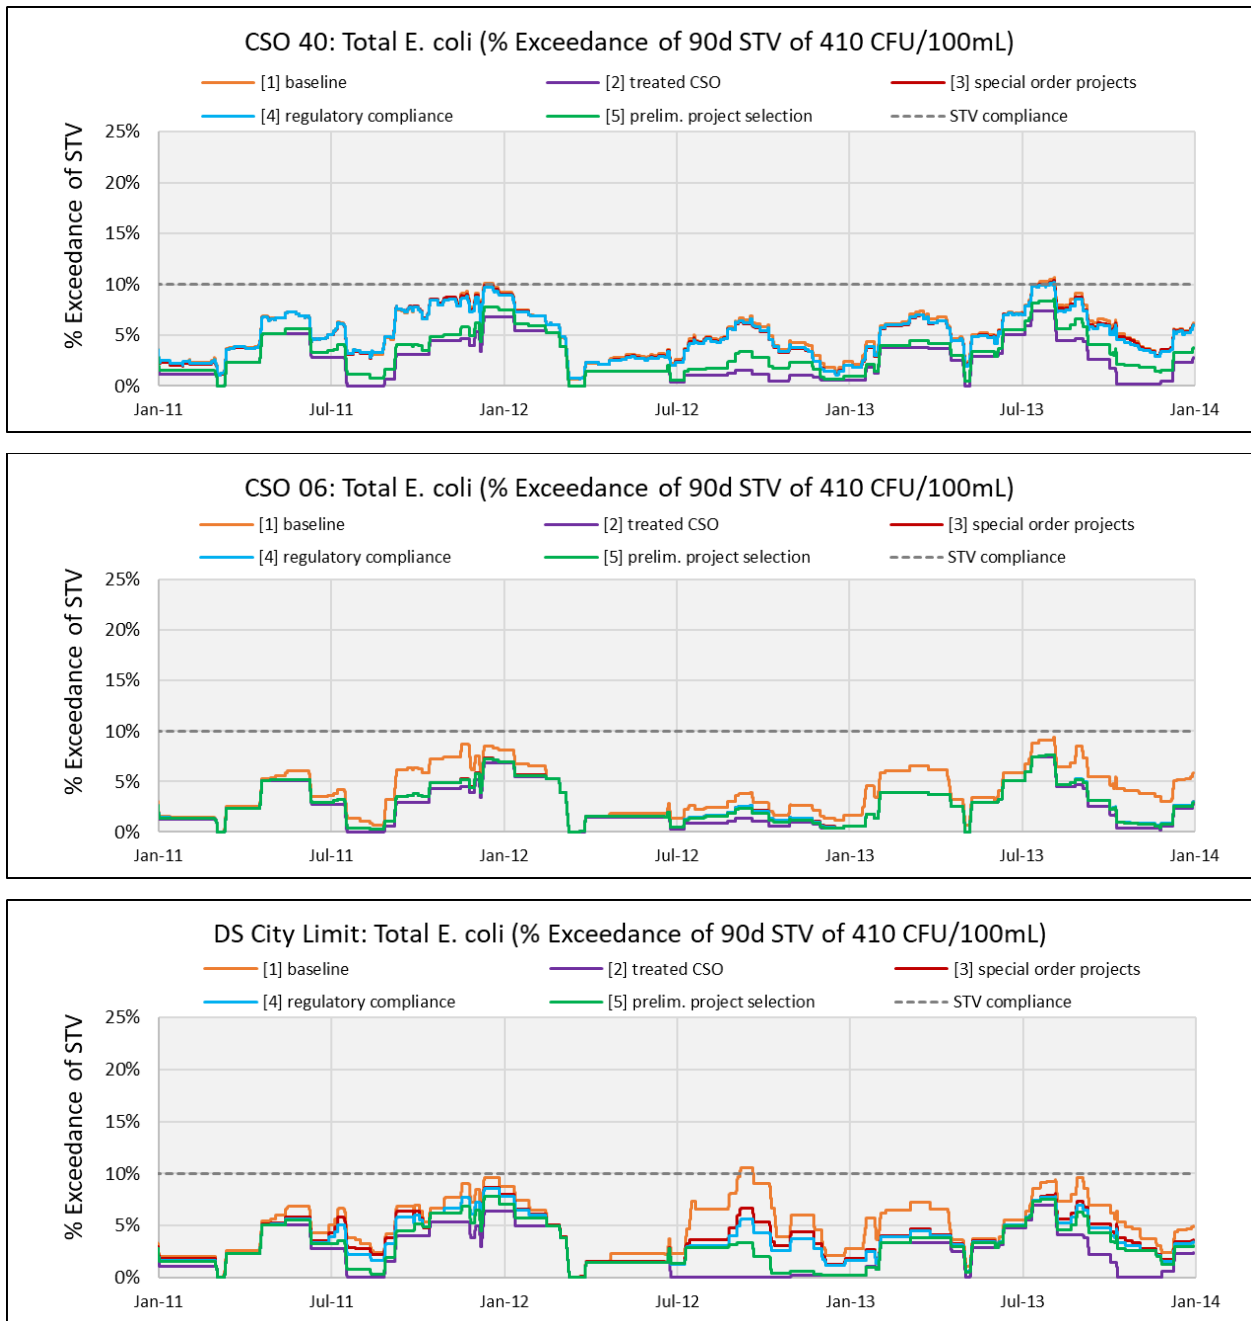 CSO 40: Total E. coli (% Exceedance of 90d STV of 410 CFU/100mL)
[1] baseline [2] treated CSO [3] special order projects
[4] regulatory compliance [5] prelim. project selection STV compliance
% Exceedance of STV
25%
20%
15%
10%
5%
0%
Jan-11 Jul-11 Jan-12 Jul-12 Jan-13 Jul-13 Jan-14
CSO 06: Total E. coli (% Exceedance of 90d STV of 410 CFU/100mL)
[1] baseline [2] treated CSO [3] special order projects
[4] regulatory compliance [5] prelim. project selection STV compliance
% Exceedance of STV
25%
20%
15%
10%
5%
0%
Jan-11 Jul-11 Jan-12 Jul-12 Jan-13 Jul-13 Jan-14
DS City Limit: Total E. coli (% Exceedance of 90d STV of 410 CFU/100mL)
[1] baseline [2] treated CSO [3] special order projects
[4] regulatory compliance [5] prelim. project selection STV compliance
% Exceedance of STV
25%
20%
15%
10%
5%
0%
Jan-11 Jul-11 Jan-12 Jul-12 Jan-13 Jul-13 Jan-14